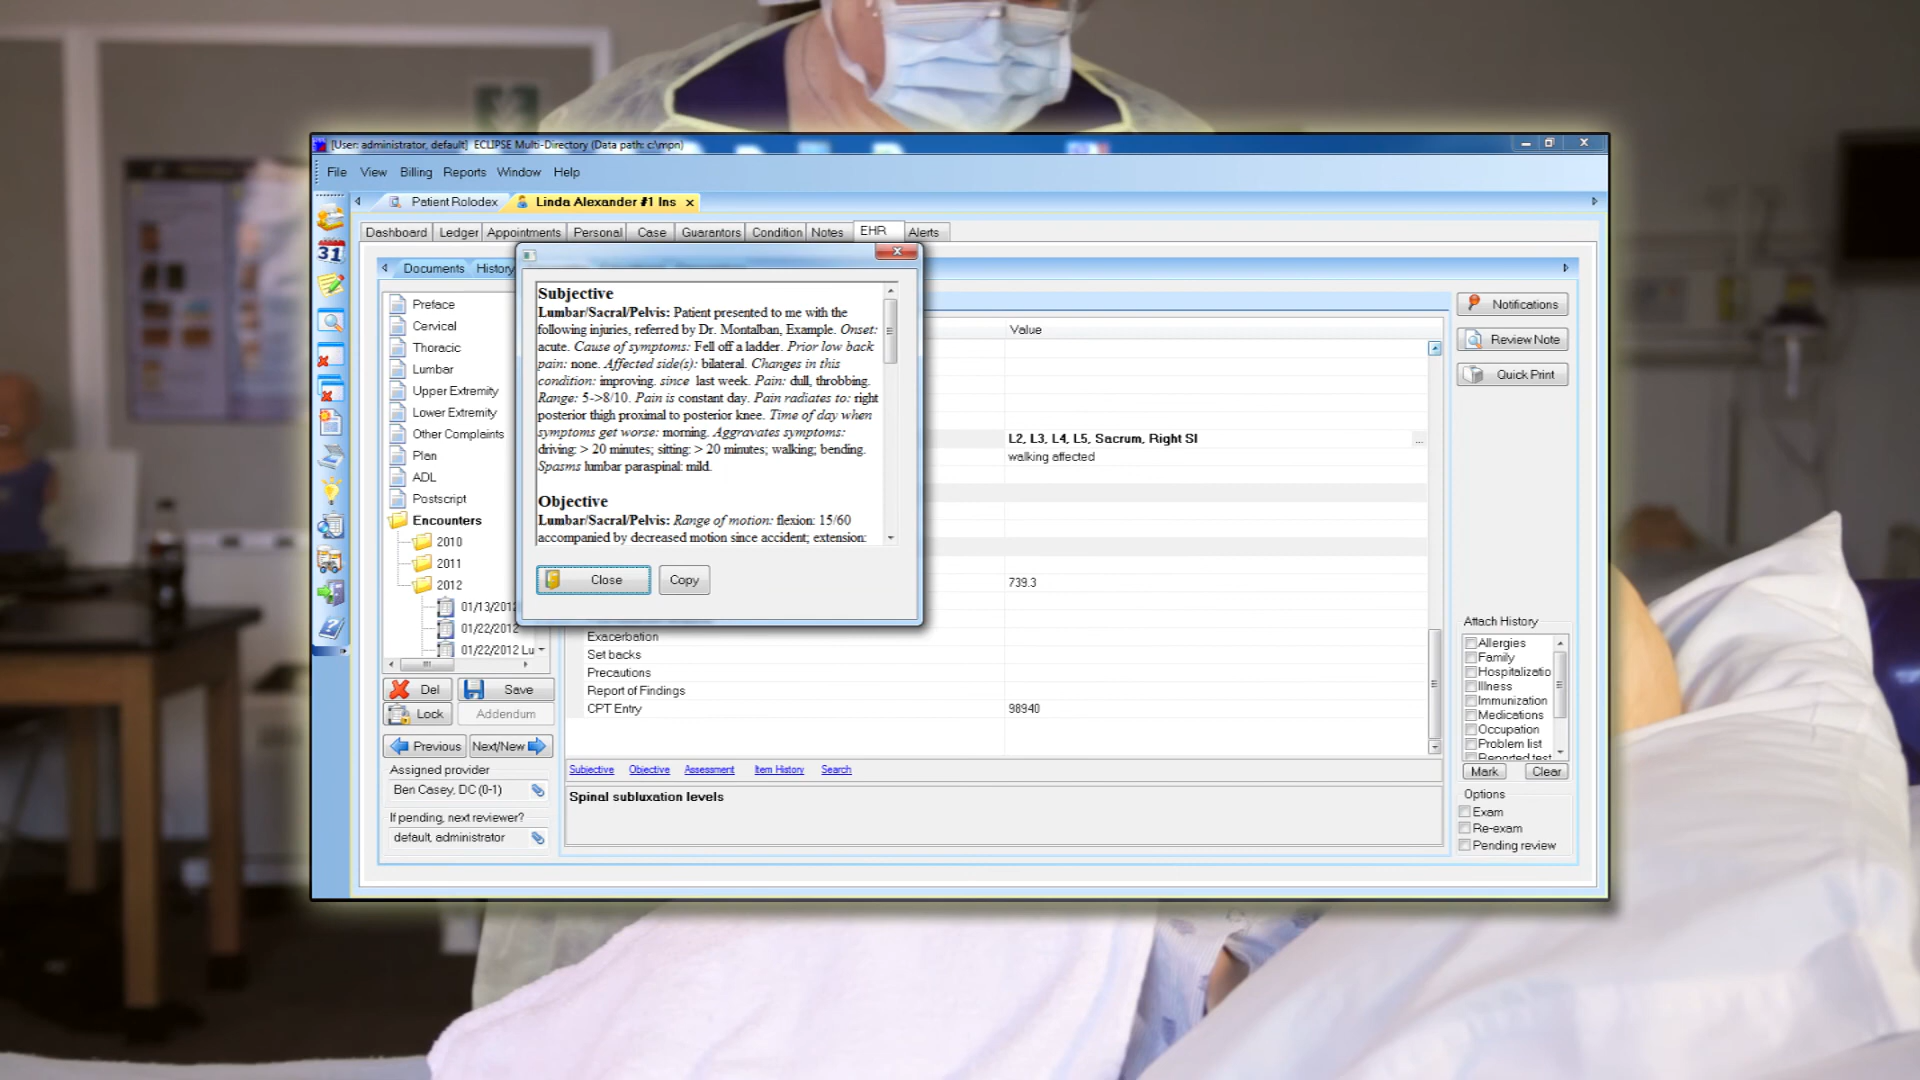 [User: administrator, default] ECLIPSE Multi-Directory (Data path: c:\mpn)
File View Billing Reports Window Help
Patient Rolodex Linda Alexander #1 Ins
Dashboard Ledger Appointments Personal Case Guarantors Condition Notes EHR Alerts
31
Documents History
Preface
Cervical
Thoracic
Lumbar
Upper Extremity
Lower Extremity
Other Complaints
Plan
ADL
Postscript
Encounters
2010
2011
2012
01/13/2012
01/22/2012
01/22/2012 Lu
Del Save
Lock Addendum
Previous Next/New
Assigned provider
Ben Casey, DC (0-1)
If pending, next reviewer?
default, administrator
Subjective
Lumbar/Sacral/Pelvis: Patient presented to me with the
following injuries, referred by Dr. Montalban, Example. Onset:
acute. Cause of symptoms: Fell off a ladder. Prior low back
pain: none. Affected side(s): bilateral. Changes in this
condition: improving. since last week. Pain: dull, throbbing.
Range: 5->8/10. Pain is constant day. Pain radiates to: right
posterior thigh proximal to posterior knee. Time of day when
symptoms get worse: morning. Aggravates symptoms:
driving: > 20 minutes; sitting: > 20 minutes; walking; bending.
Spasms lumbar paraspinal: mild.
Objective
Lumbar/Sacral/Pelvis: Range of motion: flexion: 15/60
accompanied by decreased motion since accident; extension:
Close Copy
Value
L2, L3, L4, L5, Sacrum, Right SI ...
walking affected
739.3
Exacerbation
Set backs
Precautions
Report of Findings
CPT Entry 98940
Subjective Objective Assessment Item History Search
Spinal subluxation levels
Notifications
Review Note
Quick Print
Attach History
Allergies
Family
Hospitalizatio
Illness
Immunization
Medications
Occupation
Problem list
Reported test
Mark Clear
Options
Exam
Re-exam
Pending review